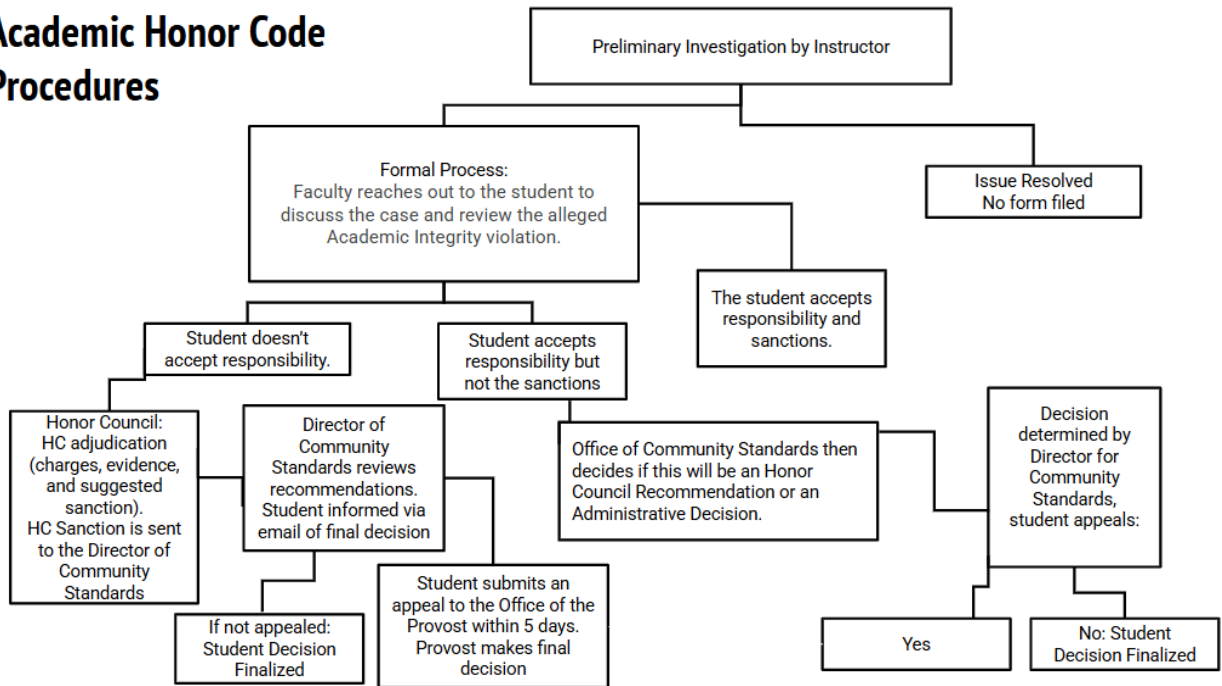 Academic Honor Code
Procedures
Preliminary Investigation by Instructor
Formal Process:
Faculty reaches out to the student to
discuss the case and review the alleged
Academic Integrity violation.
Issue Resolved
No form filed
The student accepts
responsibility and
sanctions.
Student doesn't
accept responsibility.
Student accepts
responsibility but
not the sanctions
Honor Council:
HC adjudication
(charges, evidence,
and suggested
sanction).
HC Sanction is sent
to the Director of
Community
Standards
Director of
Community
Standards reviews
recommendations.
Student informed via
email of final decision
Office of Community Standards then
decides if this will be an Honor
Council Recommendation or an
Administrative Decision.
Decision
determined by
Director for
Community
Standards,
student appeals:
If not appealed:
Student Decision
Finalized
Student submits an
appeal to the Office of the
Provost within 5 days.
Provost makes final
decision
Yes
No: Student
Decision Finalized